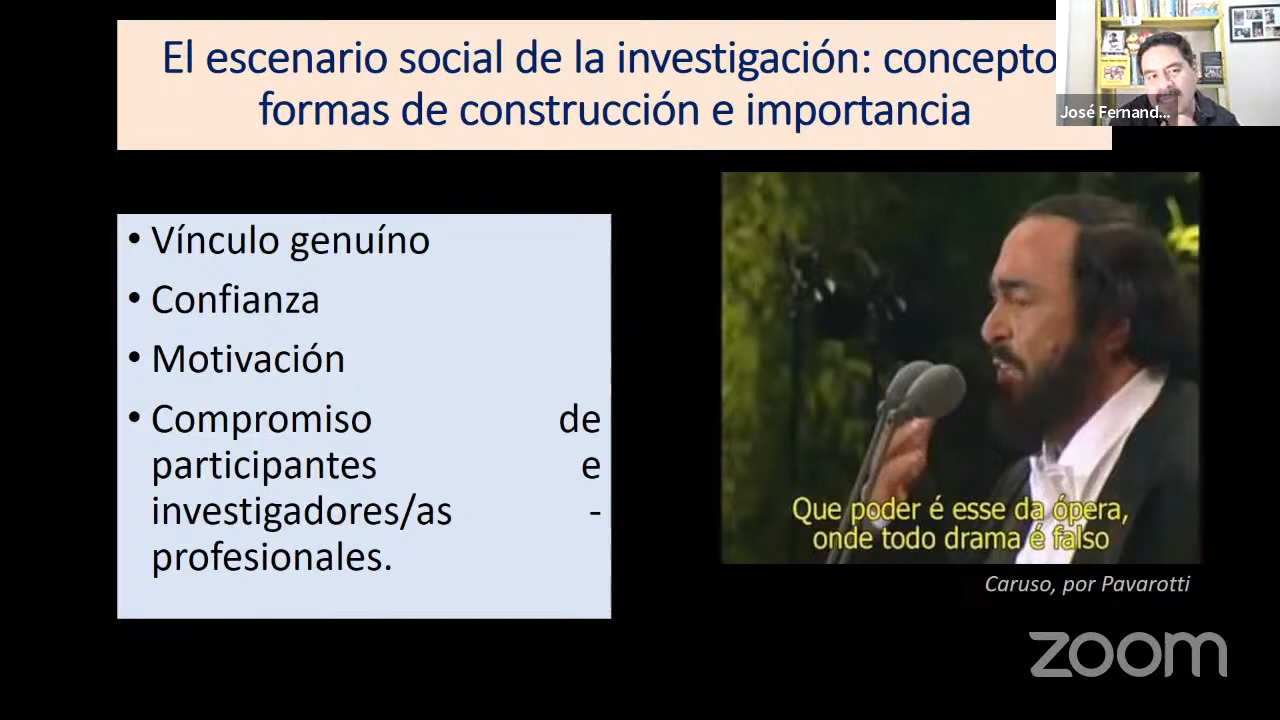 El escenario social de la investigación: concepto
formas de construcción e importancia
José Fernand...
• Vínculo genuíno
• Confianza
• Motivación
• Compromiso de
participantes e
investigadores/as -
profesionales.
Que poder é esse da ópera,
onde todo drama é falso
Caruso, por Pavarotti
zoom